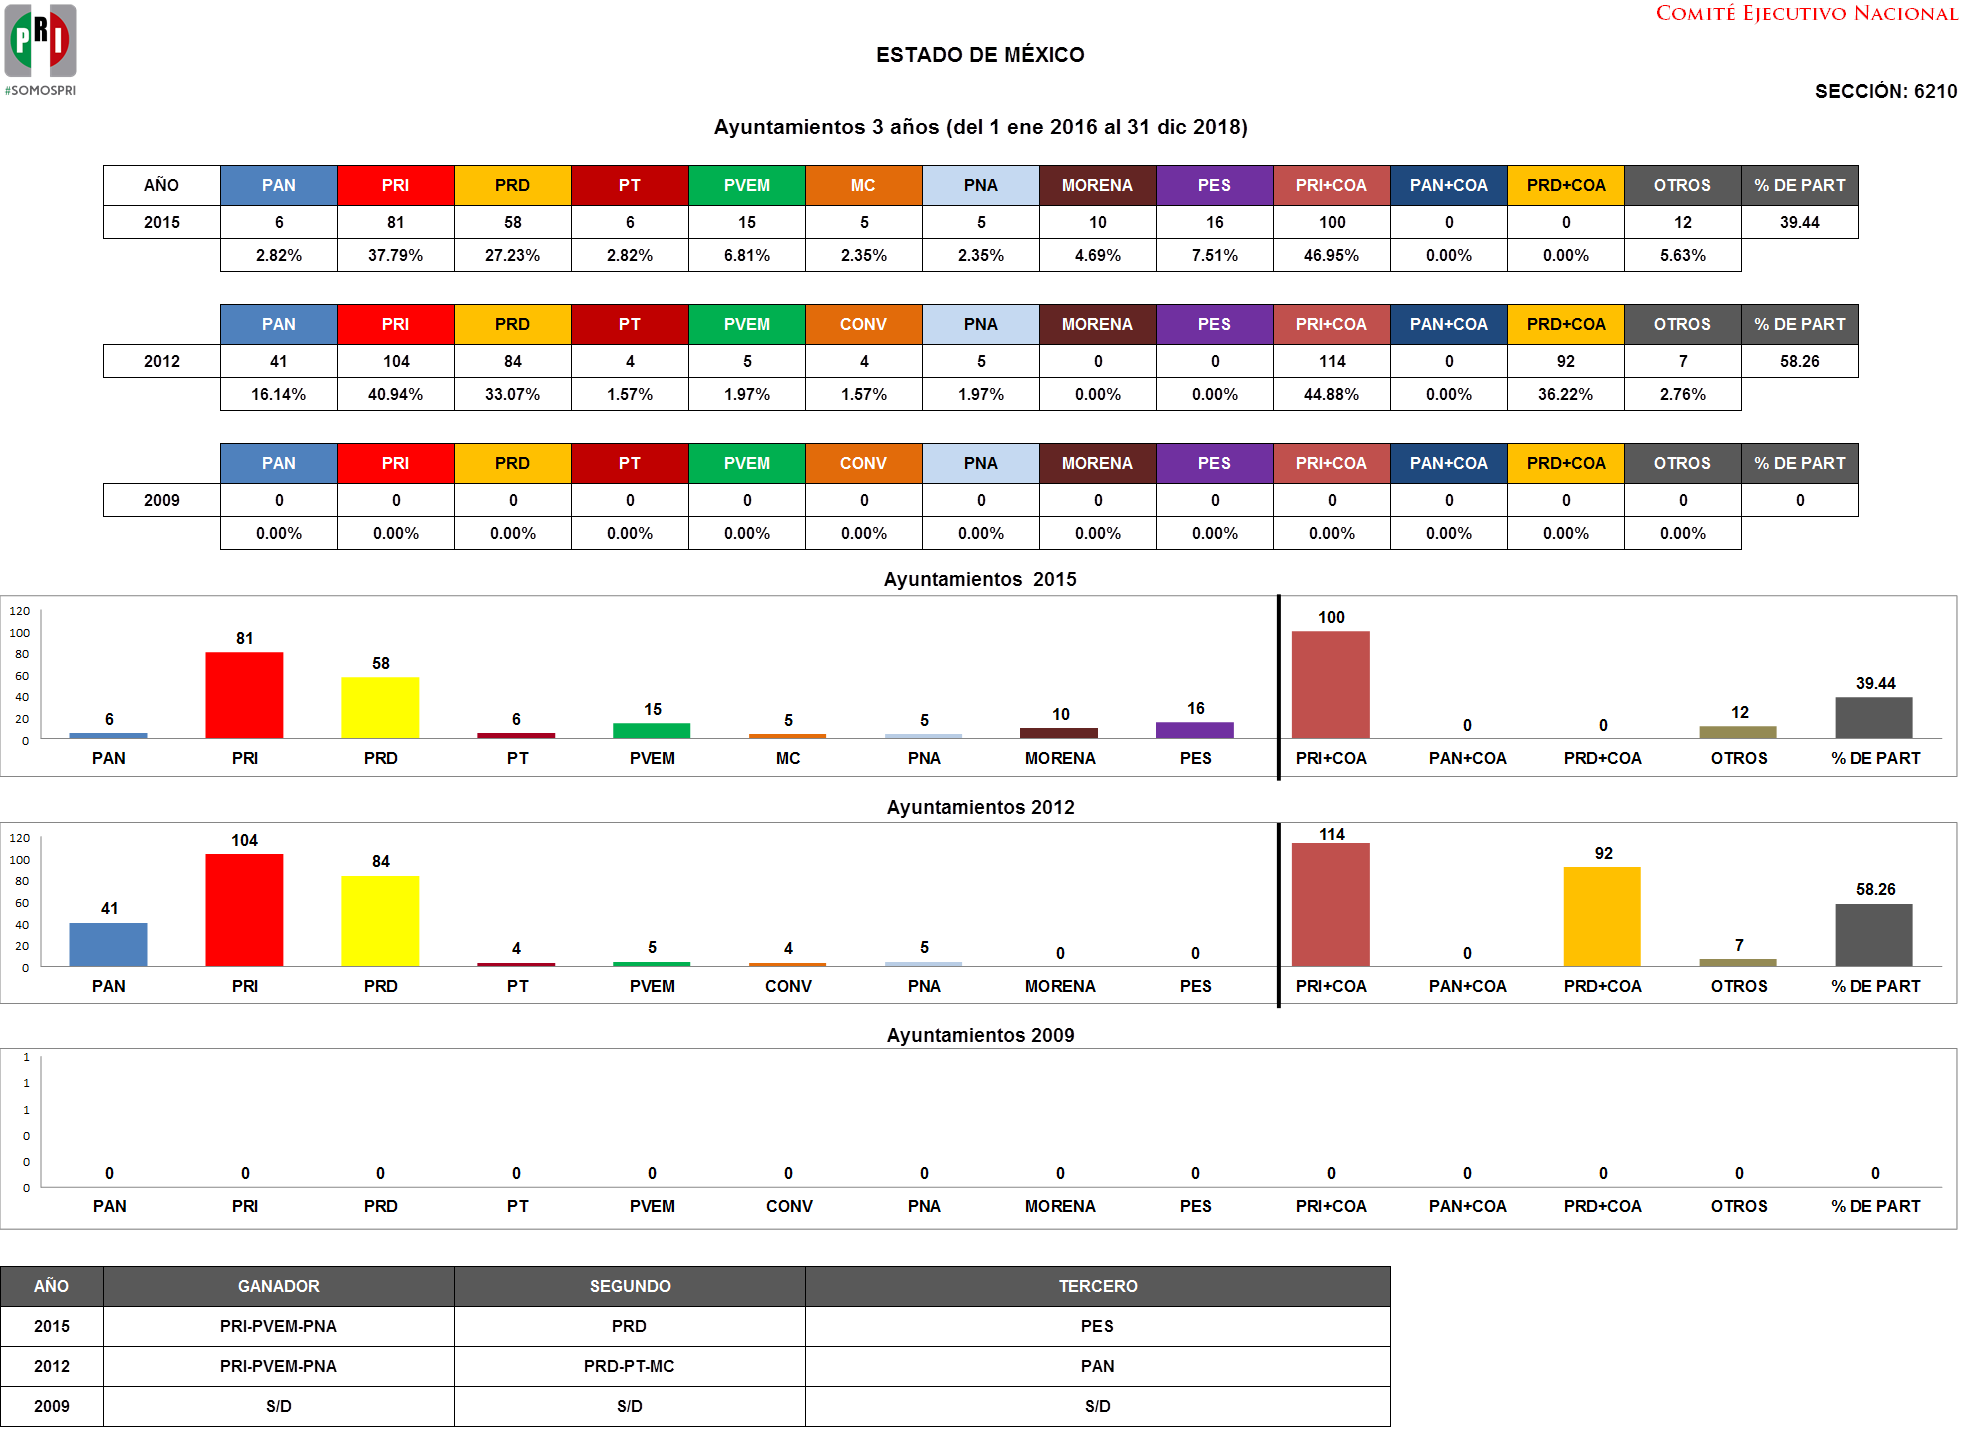 PRI
#SOMOSPRI
COMITÉ EJECUTIVO NACIONAL
ESTADO DE MÉXICO
SECCIÓN: 6210
Ayuntamientos 3 años (del 1 ene 2016 al 31 dic 2018)
AÑO PAN PRI PRD PT PVEM MC PNA MORENA PES PRI+COA PAN+COA PRD+COA OTROS % DE PART
2015 6 81 58 6 15 5 5 10 16 100 0 0 12 39.44
2.82% 37.79% 27.23% 2.82% 6.81% 2.35% 2.35% 4.69% 7.51% 46.95% 0.00% 0.00% 5.63%
PAN PRI PRD PT PVEM CONV PNA MORENA PES PRI+COA PAN+COA PRD+COA OTROS % DE PART
2012 41 104 84 4 5 4 5 0 0 114 0 92 7 58.26
16.14% 40.94% 33.07% 1.57% 1.97% 1.57% 1.97% 0.00% 0.00% 44.88% 0.00% 36.22% 2.76%
PAN PRI PRD PT PVEM CONV PNA MORENA PES PRI+COA PAN+COA PRD+COA OTROS % DE PART
2009 0 0 0 0 0 0 0 0 0 0 0 0 0 0
0.00% 0.00% 0.00% 0.00% 0.00% 0.00% 0.00% 0.00% 0.00% 0.00% 0.00% 0.00% 0.00%
Ayuntamientos 2015
120
100
80
60
40
20
0
6 81 58 6 15 5 5 10 16 100 0 0 12 39.44
PAN PRI PRD PT PVEM MC PNA MORENA PES PRI+COA PAN+COA PRD+COA OTROS % DE PART
Ayuntamientos 2012
120
100
80
60
40
20
0
41 104 84 4 5 4 5 0 0 114 0 92 7 58.26
PAN PRI PRD PT PVEM CONV PNA MORENA PES PRI+COA PAN+COA PRD+COA OTROS % DE PART
Ayuntamientos 2009
1
1
1
0
0
0
0 0 0 0 0 0 0 0 0 0 0 0 0 0
PAN PRI PRD PT PVEM CONV PNA MORENA PES PRI+COA PAN+COA PRD+COA OTROS % DE PART
AÑO GANADOR SEGUNDO TERCERO
2015 PRI-PVEM-PNA PRD PES
2012 PRI-PVEM-PNA PRD-PT-MC PAN
2009 S/D S/D S/D